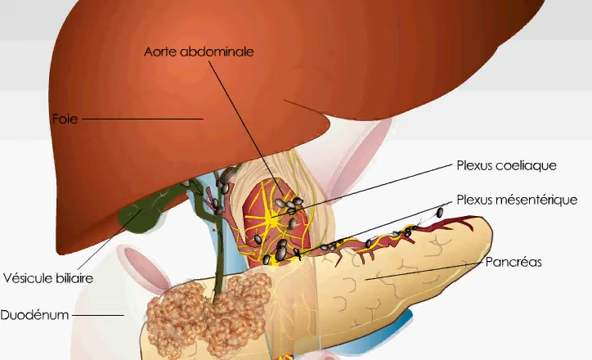 Aorte abdominale
Foie
Plexus coeliaque
Plexus mésentérique
Pancréas
Vésicule biliaire
Duodénum